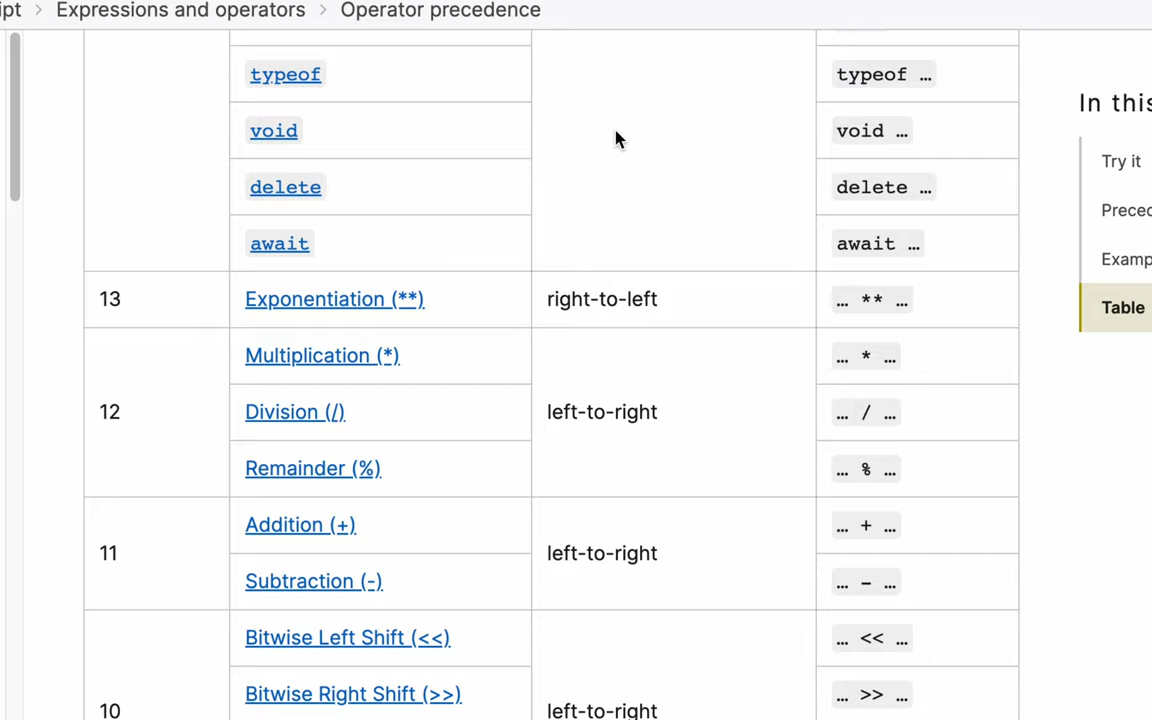 ipt > Expressions and operators > Operator precedence
typeof typeof …
void void …
delete delete …
await await …
13 Exponentiation (**) right-to-left … ** …
Multiplication (*) … * …
12 Division (/) left-to-right … / …
Remainder (%) … % …
Addition (+) … + …
11 left-to-right
Subtraction (-) … - …
Bitwise Left Shift (<<) … << …
Bitwise Right Shift (>>) … >> …
10 left-to-right
In this
Try it
Preced
Examp
Table